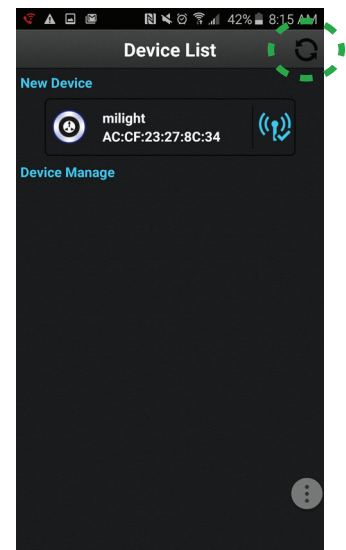 42% 8:15 AM
Device List
New Device
milight
AC:CF:23:27:8C:34
Device Manage